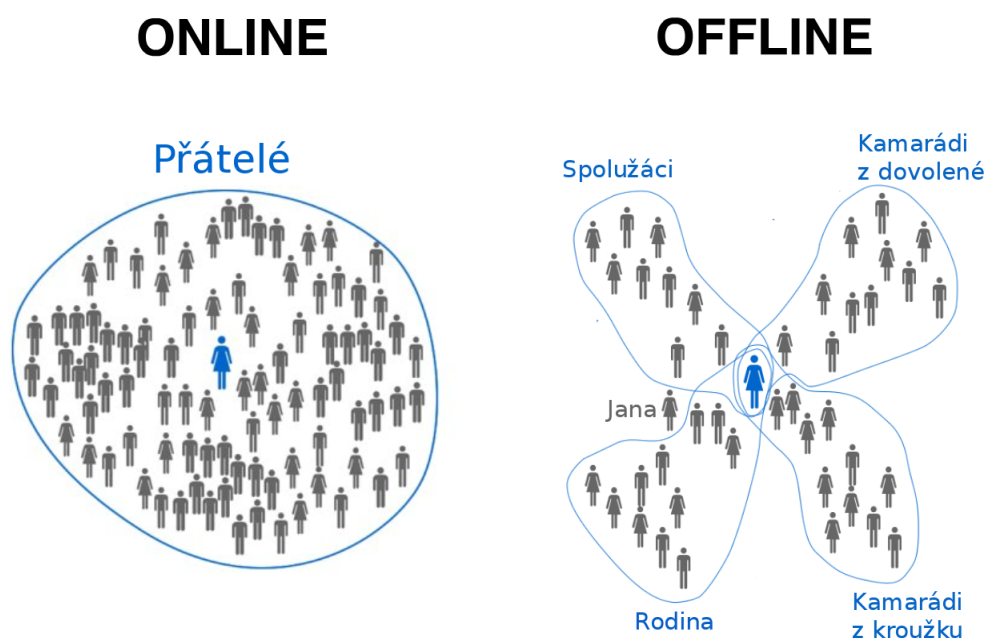 ONLINE
OFFLINE
Přátelé
Spolužáci
Kamarádi
z dovolené
Jana
Rodina
Kamarádi
z kroužku